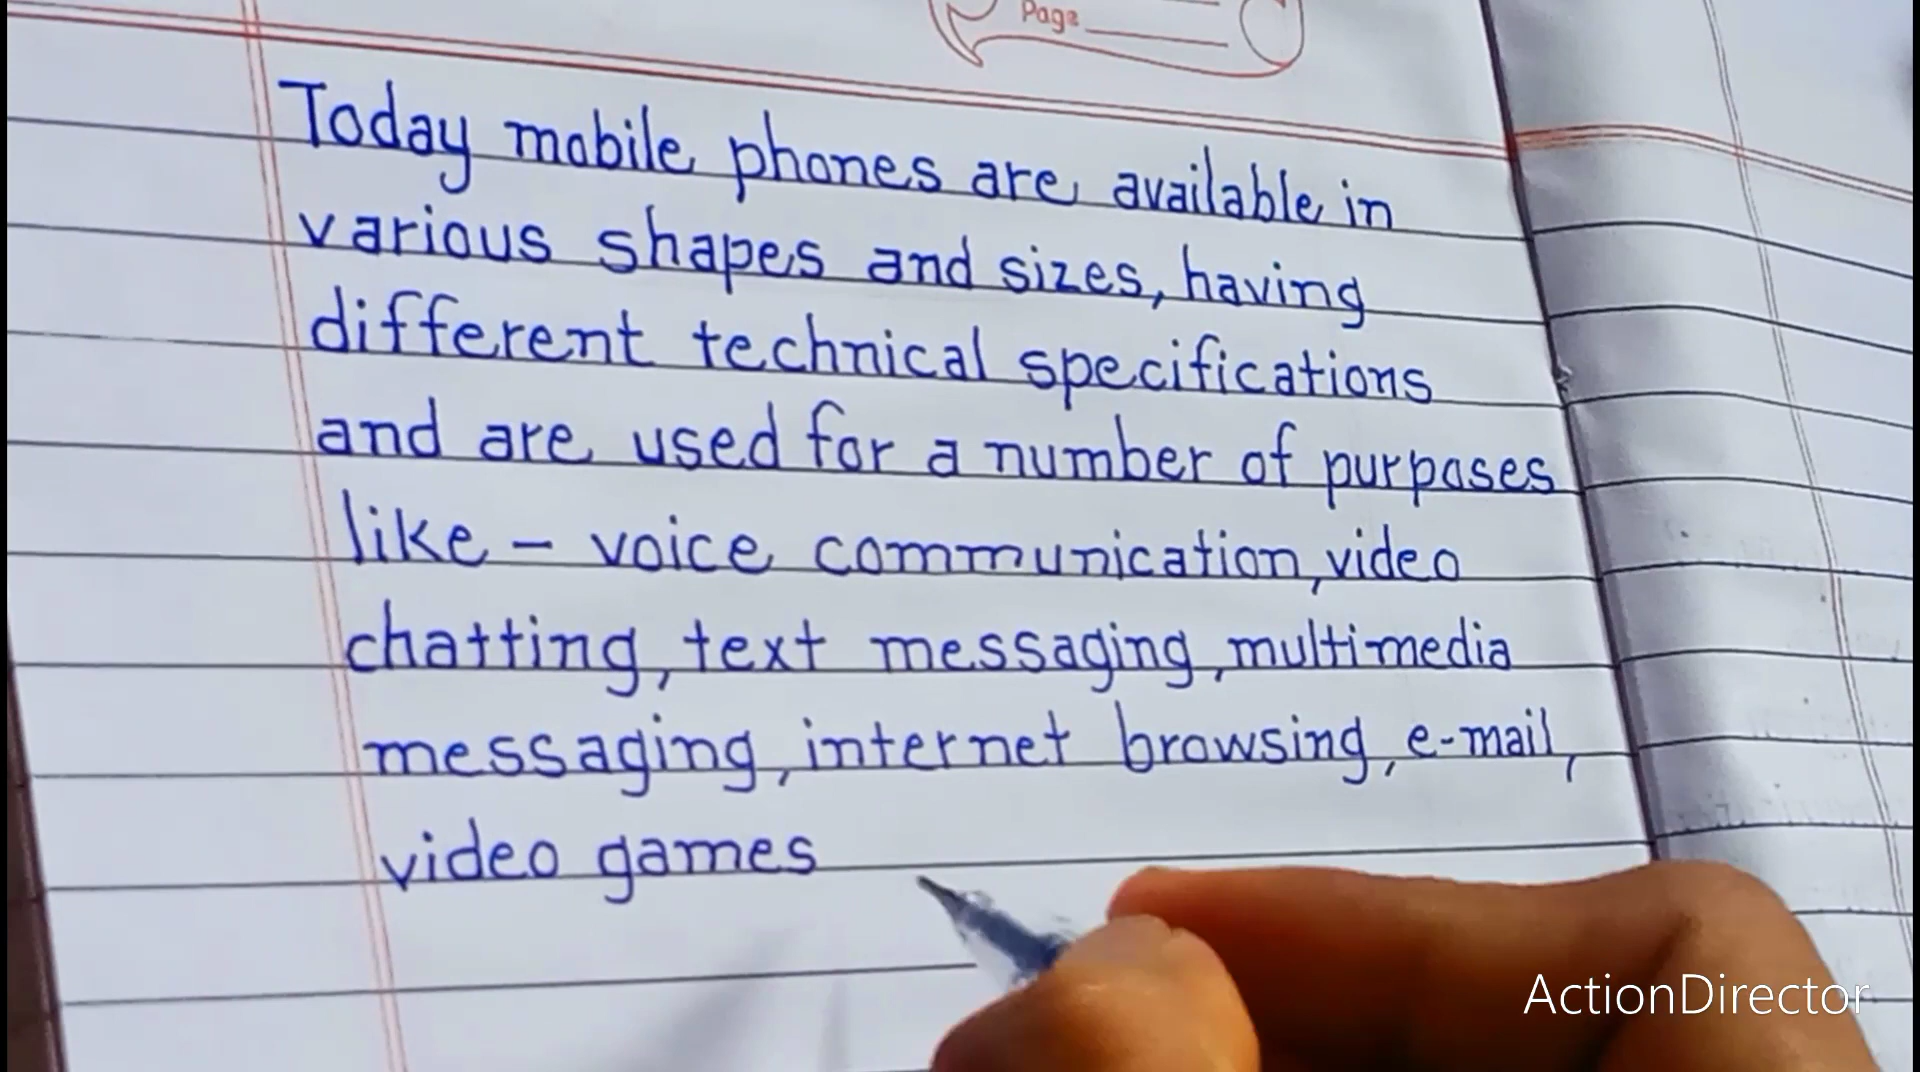 Page
Today mobile phones are available in
various shapes and sizes, having
different technical specifications
and are used for a number of purposes
like - voice communication, video
chatting, text messaging, multimedia
messaging, internet browsing, e-mail,
video games
ActionDirector